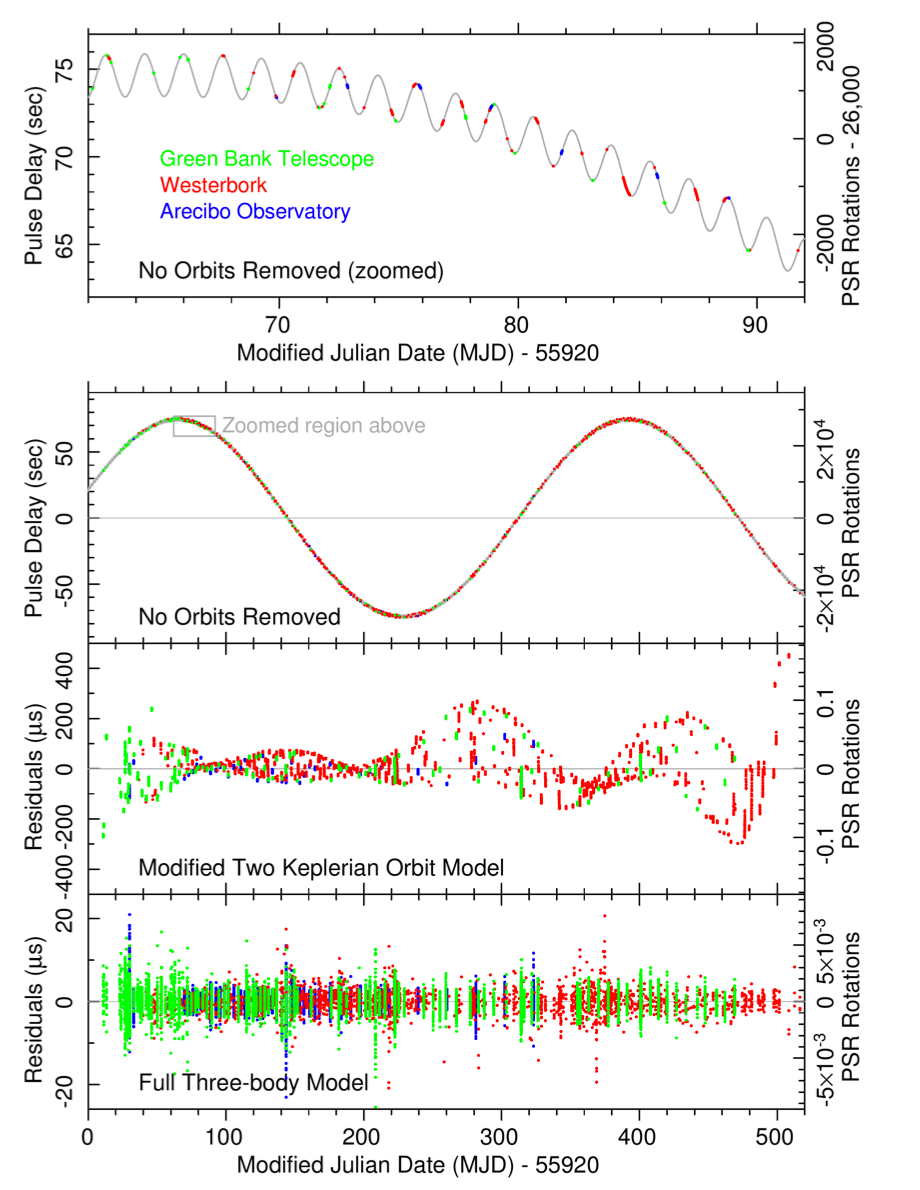 75
70
65
Pulse Delay (sec)
2000
0
-2000
PSR Rotations - 26,000
Green Bank Telescope
Westerbork
Arecibo Observatory
No Orbits Removed (zoomed)
70 80 90
Modified Julian Date (MJD) - 55920
50
0
-50
Pulse Delay (sec)
Zoomed region above
2×10⁴
0
-2×10⁴
PSR Rotations
No Orbits Removed
400
200
0
-200
-400
Residuals (μs)
0.1
0
-0.1
PSR Rotations
Modified Two Keplerian Orbit Model
20
0
-20
Residuals (μs)
5×10⁻³
0
-5×10⁻³
PSR Rotations
Full Three-body Model
0 100 200 300 400 500
Modified Julian Date (MJD) - 55920